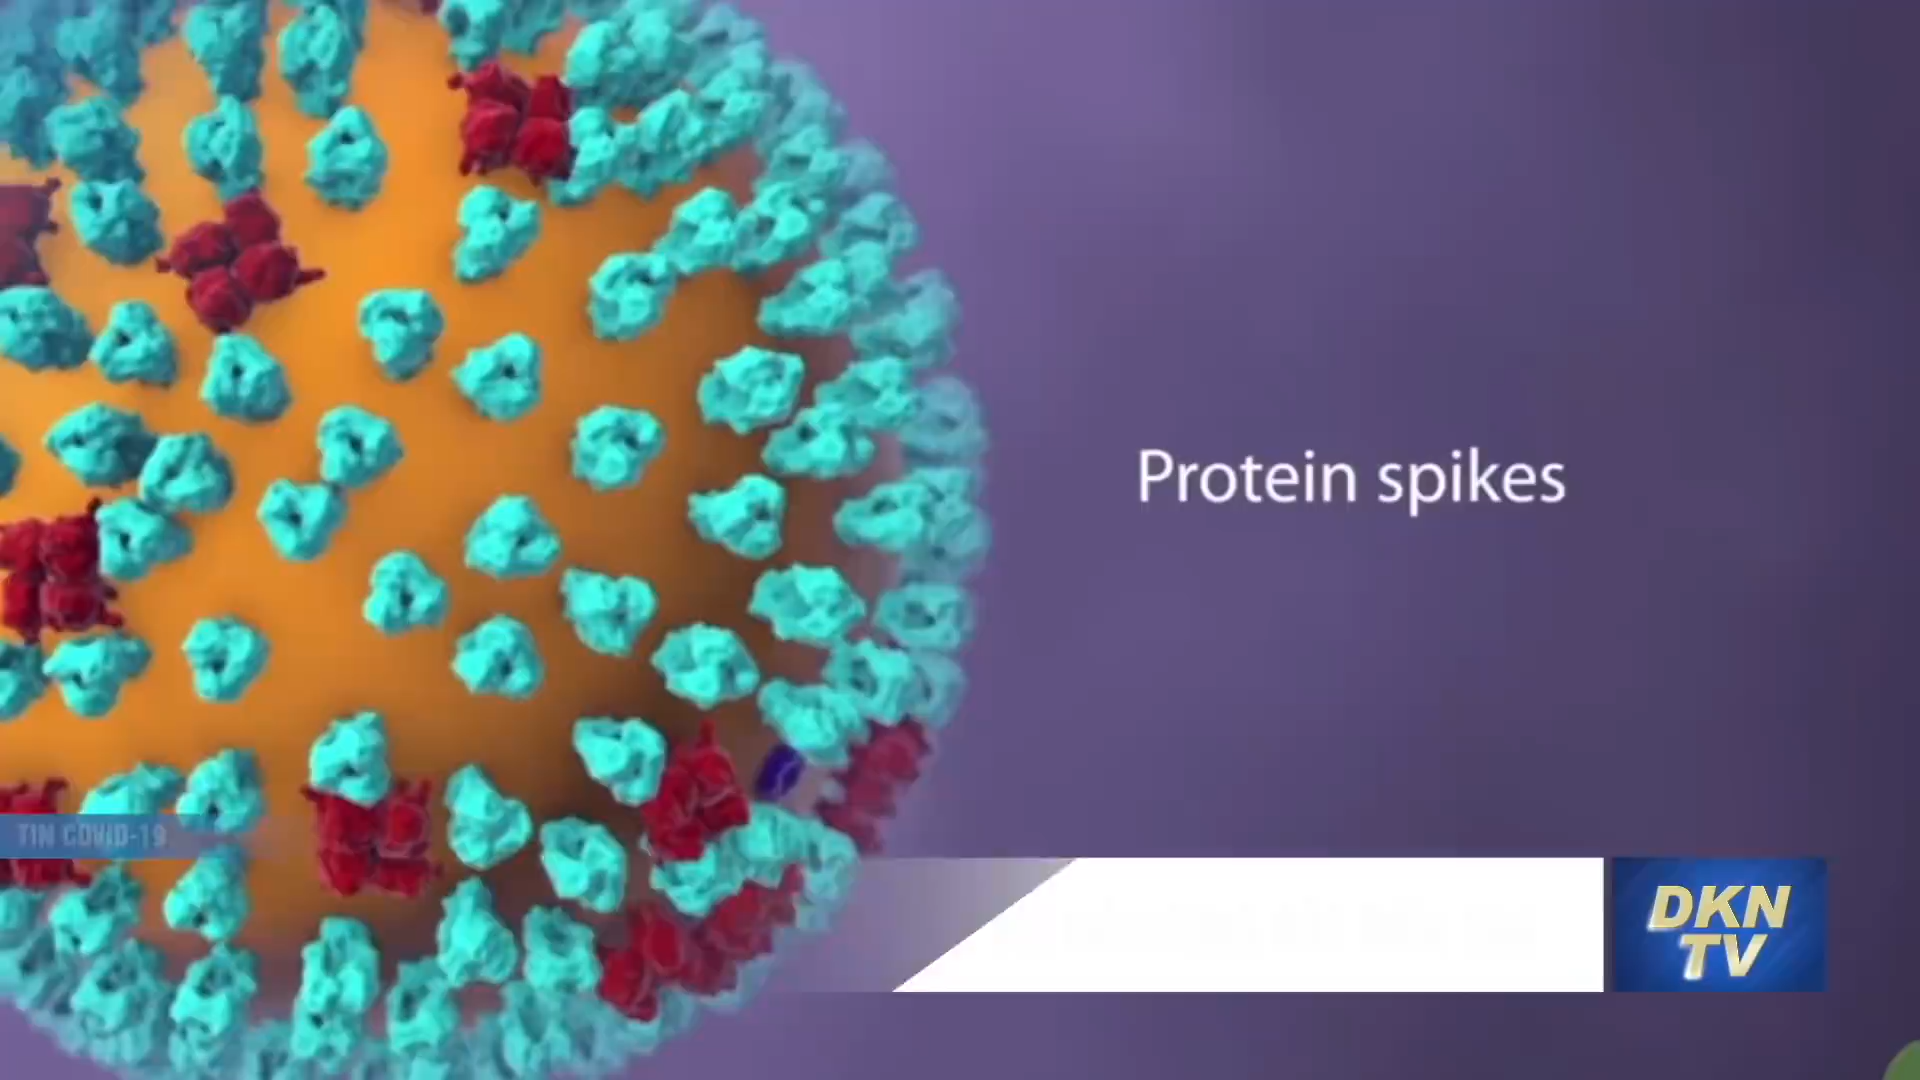 Protein spikes
TIN COVID-19
DKN
TV